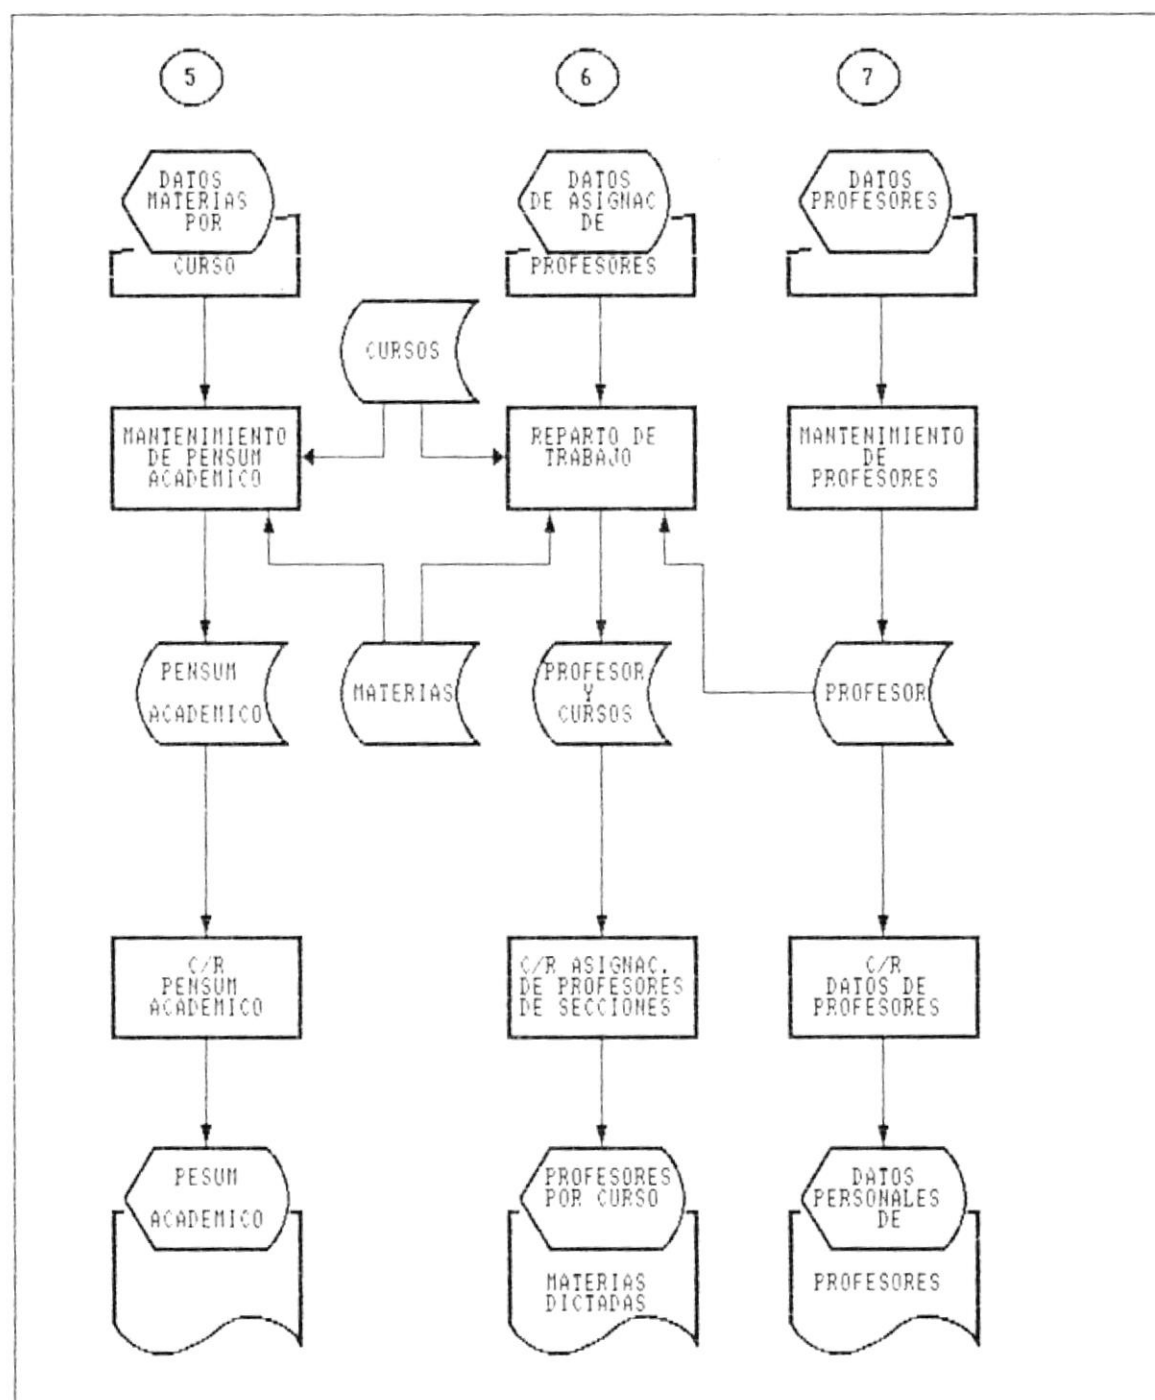 5
6
7
DATOS
MATERIAS
POR
CURSO
DATOS
DE ASIGNAC
DE
PROFESORES
DATOS
PROFESORES
CURSOS
MANTENIMIENTO
DE PENSUM
ACADEMICO
REPARTO DE
TRABAJO
MANTENIMIENTO
DE
PROFESORES
PENSUM
ACADEMICO
MATERIAS
PROFESOR
Y
CURSOS
PROFESOR
C/R
PENSUM
ACADEMICO
C/R ASIGNAC.
DE PROFESORES
DE SECCIONES
C/R
DATOS DE
PROFESORES
PESUM
ACADEMICO
PROFESORES
POR CURSO
MATERIAS
DICTADAS
DATOS
PERSONALES
DE
PROFESORES